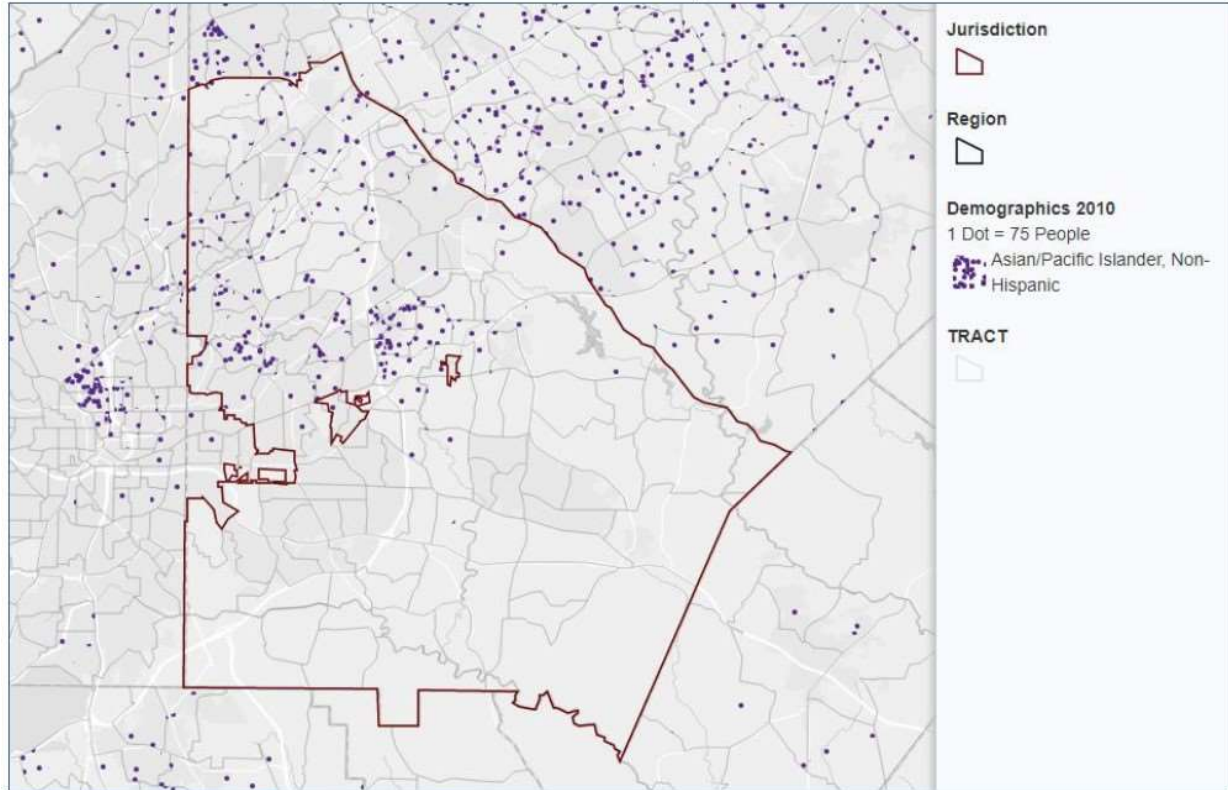 Jurisdiction
Region
Demographics 2010
1 Dot = 75 People
Asian/Pacific Islander, Non-
Hispanic
TRACT